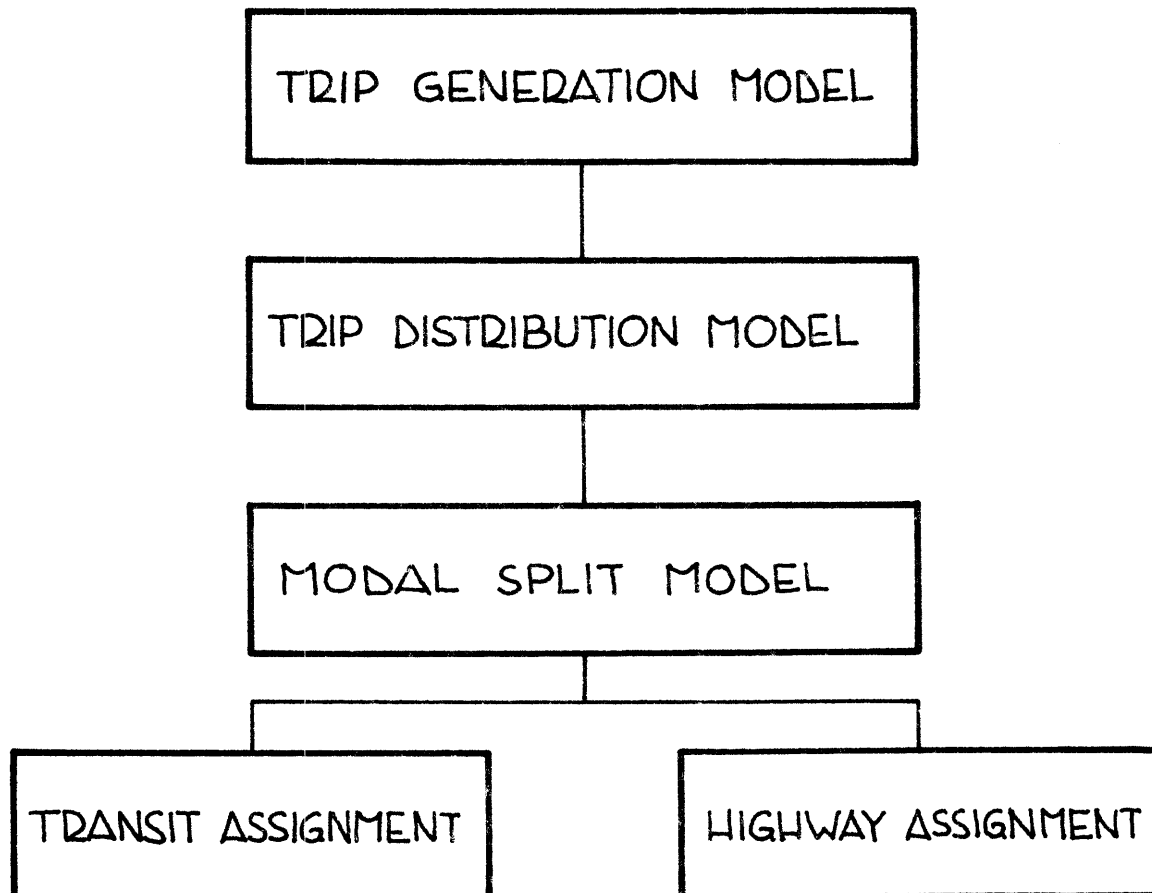 TRIP GENERATION MODEL
TRIP DISTRIBUTION MODEL
MODAL SPLIT MODEL
TRANSIT ASSIGNMENT
HIGHWAY ASSIGNMENT